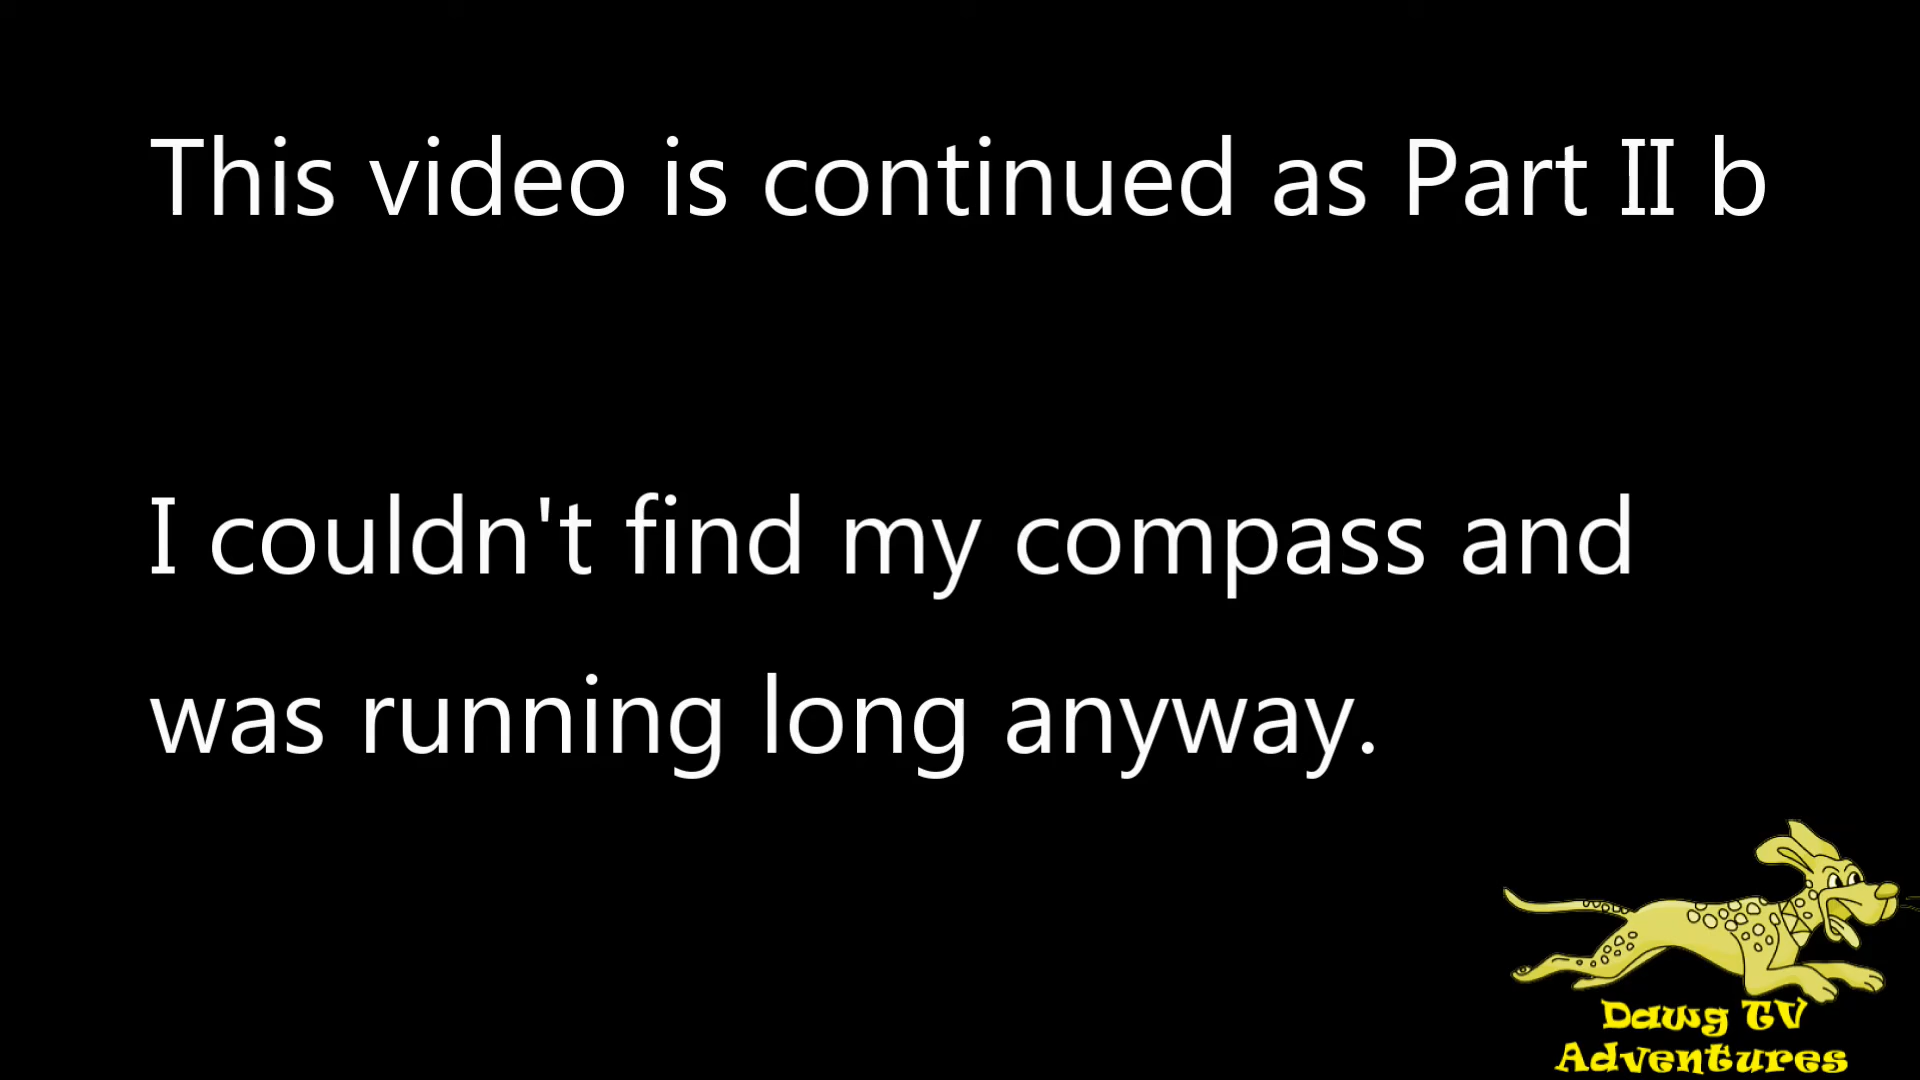 This video is continued as Part II b
I couldn't find my compass and
was running long anyway.
Dawg TV
Adventures